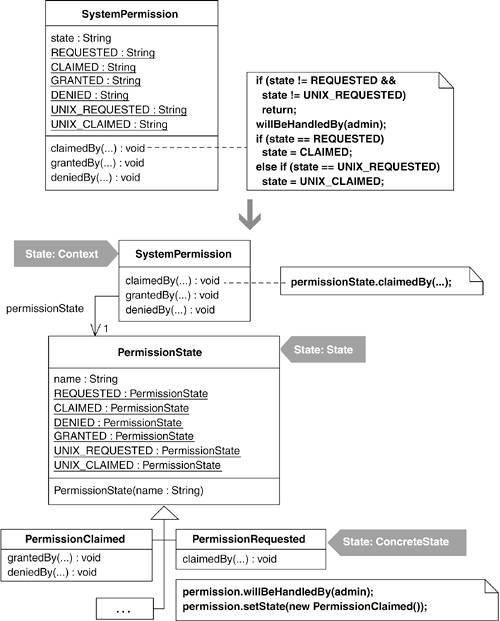 SystemPermission
state : String
REQUESTED : String
CLAIMED : String
GRANTED : String
DENIED : String
UNIX_REQUESTED : String
UNIX_CLAIMED : String
claimedBy(...) : void
grantedBy(...) : void
deniedBy(...) : void
if (state != REQUESTED &&
state != UNIX_REQUESTED)
return;
willBeHandledBy(admin);
if (state == REQUESTED)
state = CLAIMED;
else if (state == UNIX_REQUESTED)
state = UNIX_CLAIMED;
State: Context
SystemPermission
claimedBy(...) : void
grantedBy(...) : void
deniedBy(...) : void
permissionState.claimedBy(...);
permissionState
1
PermissionState
State: State
name : String
REQUESTED : PermissionState
CLAIMED : PermissionState
DENIED : PermissionState
GRANTED : PermissionState
UNIX_REQUESTED : PermissionState
UNIX_CLAIMED : PermissionState
PermissionState(name : String)
PermissionClaimed
grantedBy(...) : void
deniedBy(...) : void
PermissionRequested
claimedBy(...) : void
State: ConcreteState
...
permission.willBeHandledBy(admin);
permission.setState(new PermissionClaimed());